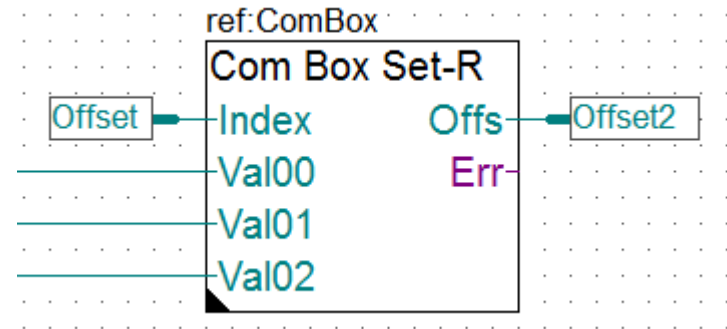 ref:ComBox
Com Box Set-R
Offset Index Offs Offset2
Val00 Err
Val01
Val02